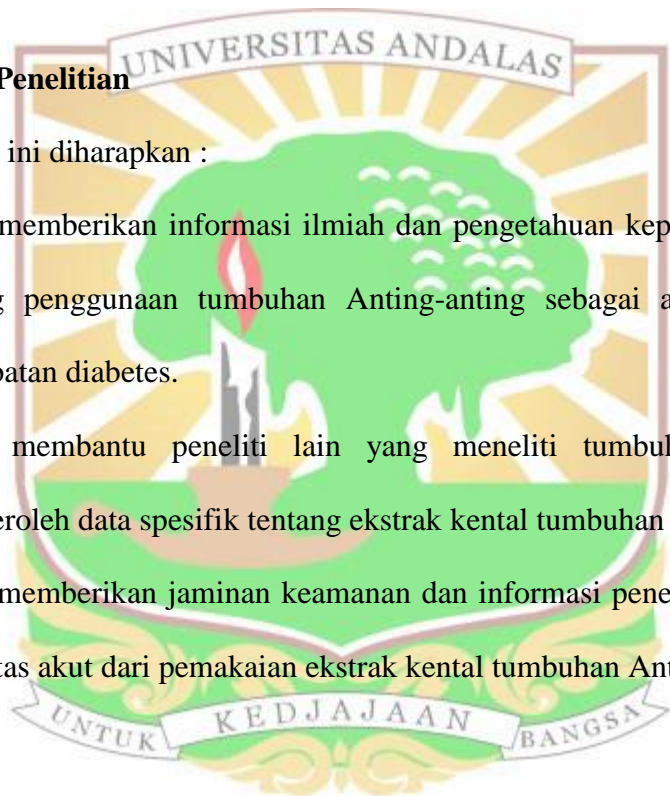 UNIVERSITAS ANDALAS
Penelitian
ini diharapkan :
memberikan informasi ilmiah dan pengetahuan kep
g penggunaan tumbuhan Anting-anting sebagai a
batan diabetes.
membantu peneliti lain yang meneliti tumbuh
eroleh data spesifik tentang ekstrak kental tumbuhan
memberikan jaminan keamanan dan informasi pene
tas akut dari pemakaian ekstrak kental tumbuhan Ant
UNTUK KEDJAJAAN BANGSA